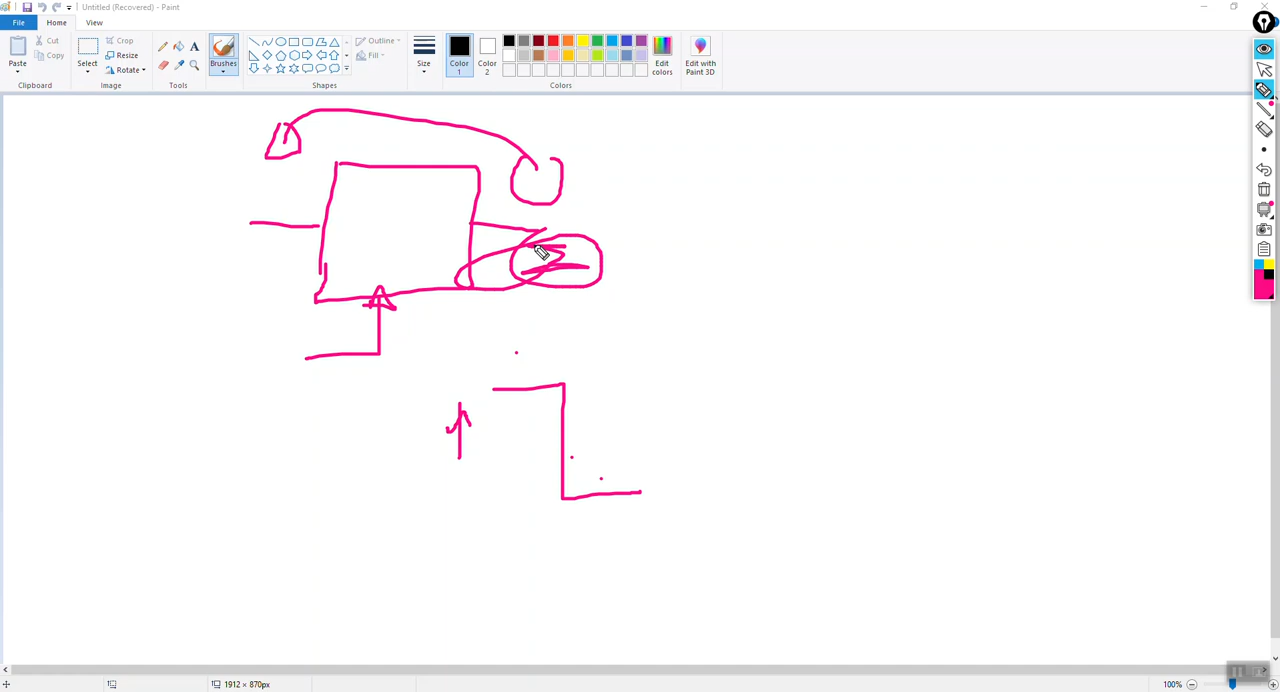 Untitled (Recovered) - Paint
File Home View
Paste
Cut
Copy
Clipboard
Select
Crop
Resize
Rotate
Image
Tools
Brushes
Shapes
Outline
Fill
Size
Color 1
Color 2
Edit colors
Colors
Edit with Paint 3D
1912 × 870px
100%